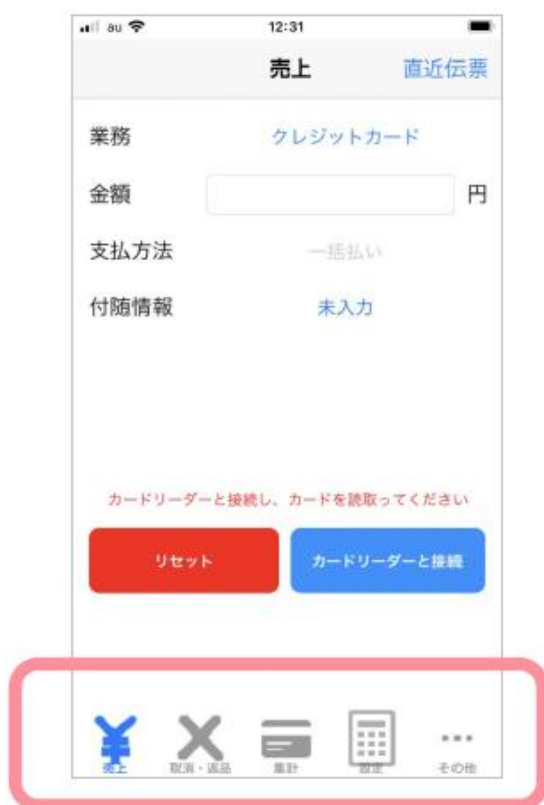 au 12:31
売上 直近伝票
業務 クレジットカード
金額 円
支払方法 一括払い
付随情報 未入力
カードリーダーと接続し、カードを読取ってください
リセット カードリーダーと接続
売上 取消・返品 集計 設定 その他